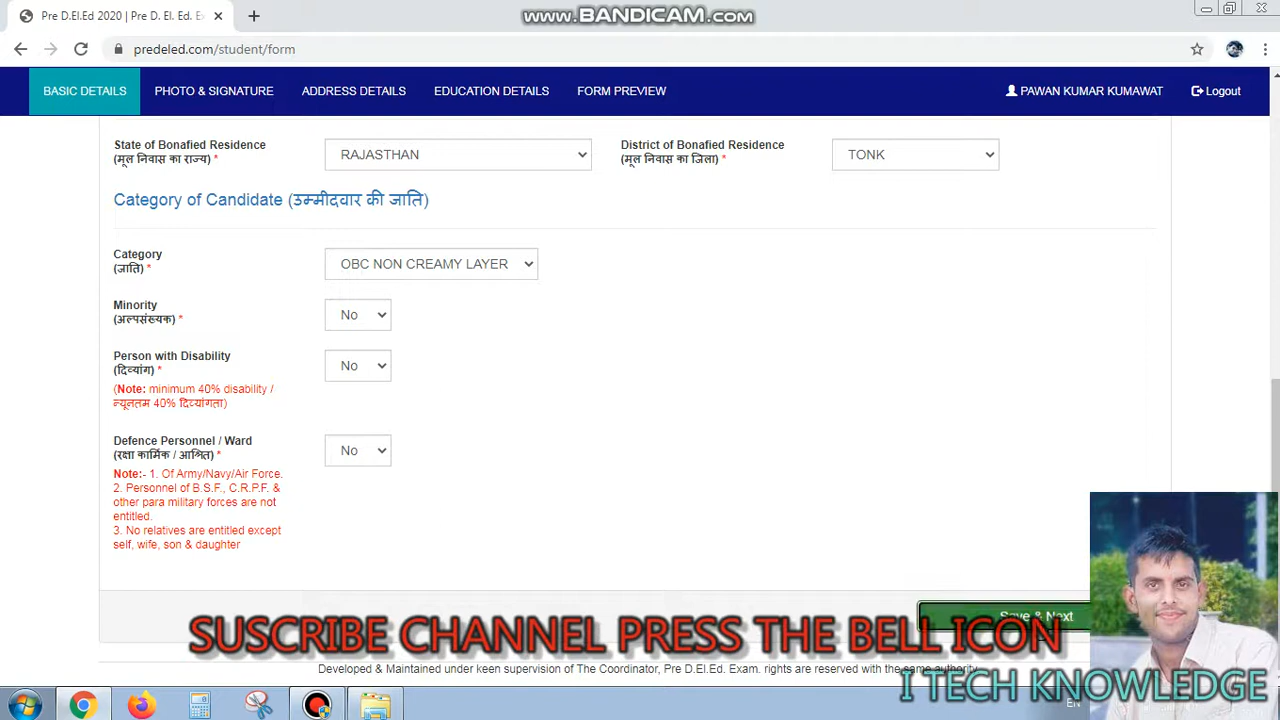 WWW.BANDICAM.COM
Pre D.El.Ed 2020 | Pre D. El. Ed. Ex
predeled.com/student/form
BASIC DETAILS PHOTO & SIGNATURE ADDRESS DETAILS EDUCATION DETAILS FORM PREVIEW PAWAN KUMAR KUMAWAT Logout
State of Bonafied Residence RAJASTHAN District of Bonafied Residence TONK
(मूल निवास का राज्य) * (मूल निवास का जिला) *
Category of Candidate (उम्मीदवार की जाति)
Category OBC NON CREAMY LAYER
(जाति) *
Minority No
(अल्पसंख्यक) *
Person with Disability No
(दिव्यांग) *
(Note: minimum 40% disability /
न्यूनतम 40% दिव्यांगता)
Defence Personnel / Ward No
(रक्षा कार्मिक / आश्रित) *
Note:- 1. Of Army/Navy/Air Force.
2. Personnel of B.S.F., C.R.P.F. &
other para military forces are not
entitled.
3. No relatives are entitled except
self, wife, son & daughter
Save & Next
SUSCRIBE CHANNEL PRESS THE BELL ICON
Developed & Maintained under keen supervision of The Coordinator, Pre D.El.Ed. Exam. rights are reserved with the same authority.
I TECH KNOWLEDGE
EN